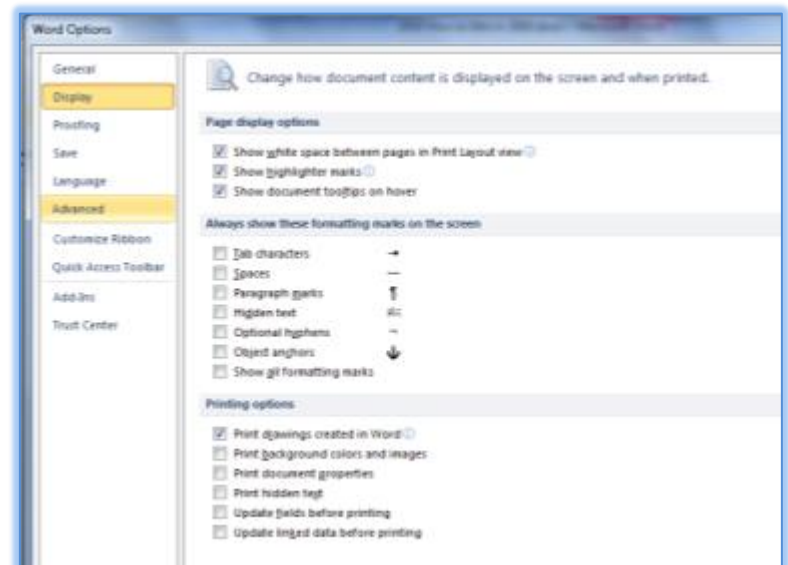 Word Options
General
Display
Proofing
Save
Language
Advanced
Customize Ribbon
Quick Access Toolbar
Add-Ins
Trust Center
Change how document content is displayed on the screen and when printed.
Page display options
Show white space between pages in Print Layout view
Show highlighter marks
Show document tooltips on hover
Always show these formatting marks on the screen
Tab characters →
Spaces
Paragraph marks ¶
Hidden text abc
Optional hyphens ¬
Object anchors
Show all formatting marks
Printing options
Print drawings created in Word
Print background colors and images
Print document properties
Print hidden text
Update fields before printing
Update linked data before printing